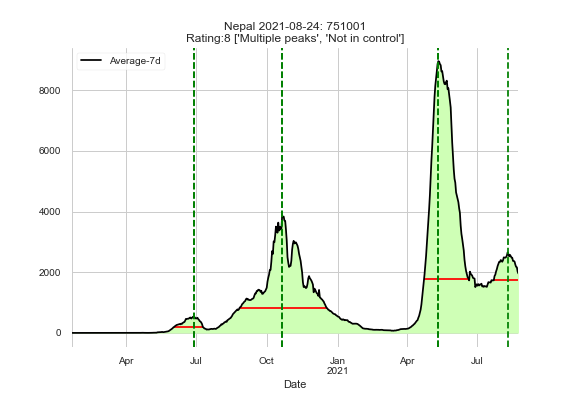 Nepal 2021-08-24: 751001
Rating:8 ['Multiple peaks', 'Not in control']
Average-7d
8000
6000
4000
2000
0
Apr
Jul
Oct
Jan
2021
Apr
Jul
Date